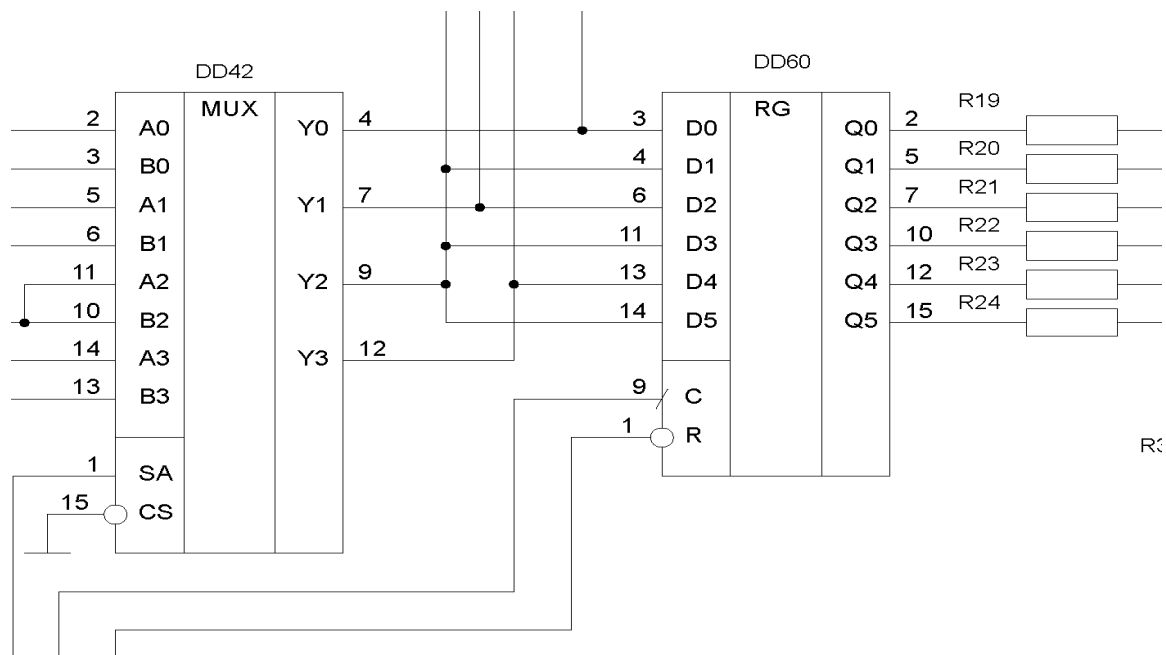 DD42
DD60
MUX
RG
R19
2 A0 Y0 4
3 D0 Q0 2
3 B0
4 D1 Q1 5
R20
5 A1 Y1 7
6 D2 Q2 7
R21
6 B1
11 D3 Q3 10
R22
11 A2 Y2 9
13 D4 Q4 12
R23
10 B2
14 D5 Q5 15
R24
14 A3 Y3 12
13 B3
9 C
1 R
R3
1 SA
15 CS